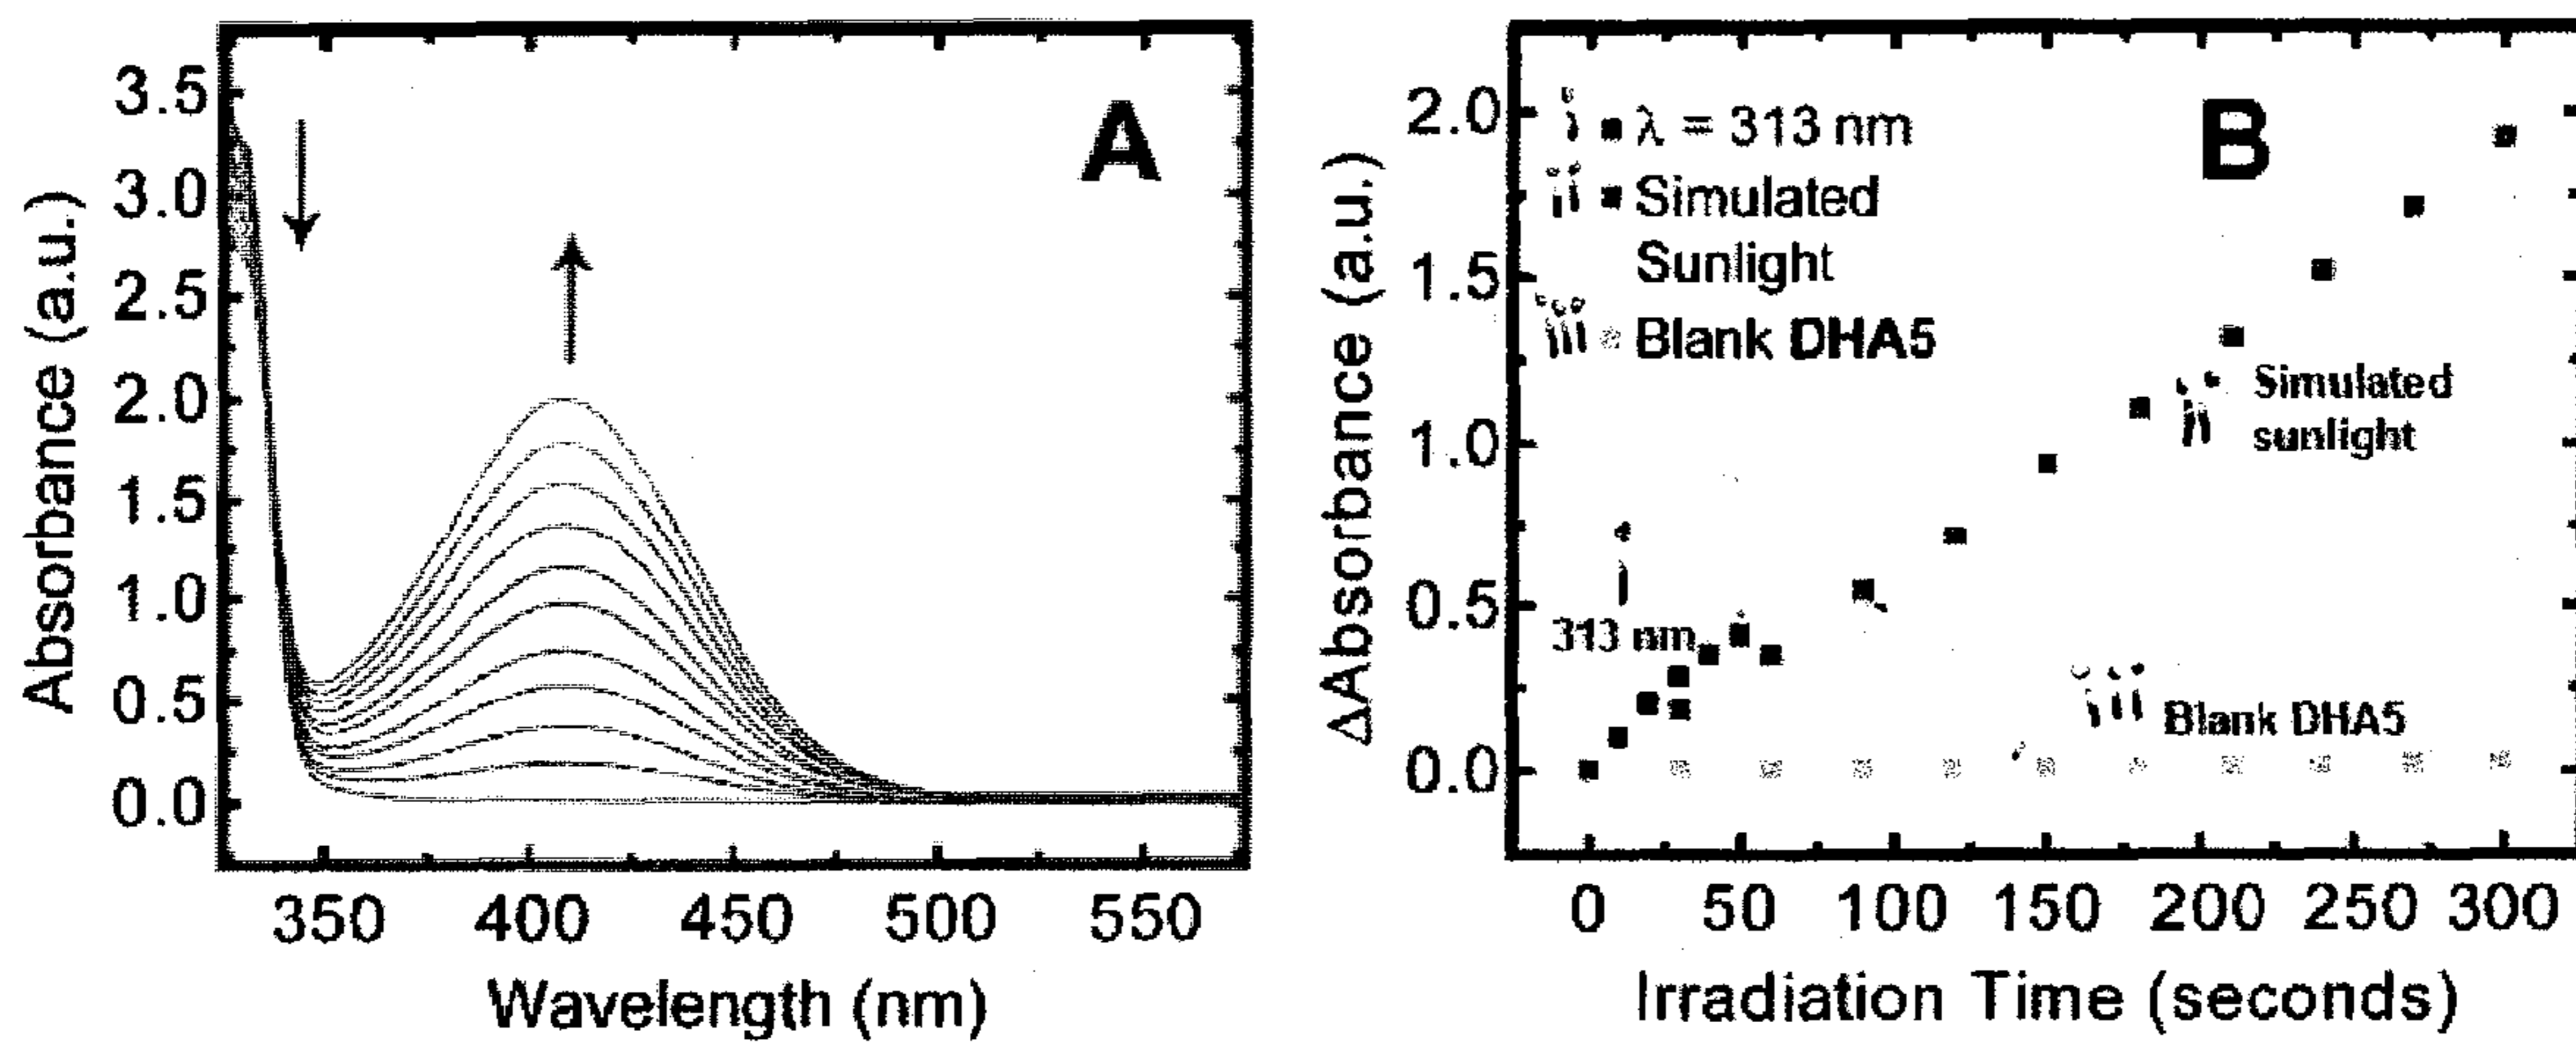 A
3.5
3.0
2.5
2.0
1.5
1.0
0.5
0.0
Absorbance (a.u.)
350 400 450 500 550
Wavelength (nm)
B
2.0
1.5
1.0
0.5
0.0
ΔAbsorbance (a.u.)
i λ = 313 nm
ii Simulated
Sunlight
iii Blank DHA5
ii Simulated
sunlight
i
313 nm
iii Blank DHA5
0 50 100 150 200 250 300
Irradiation Time (seconds)